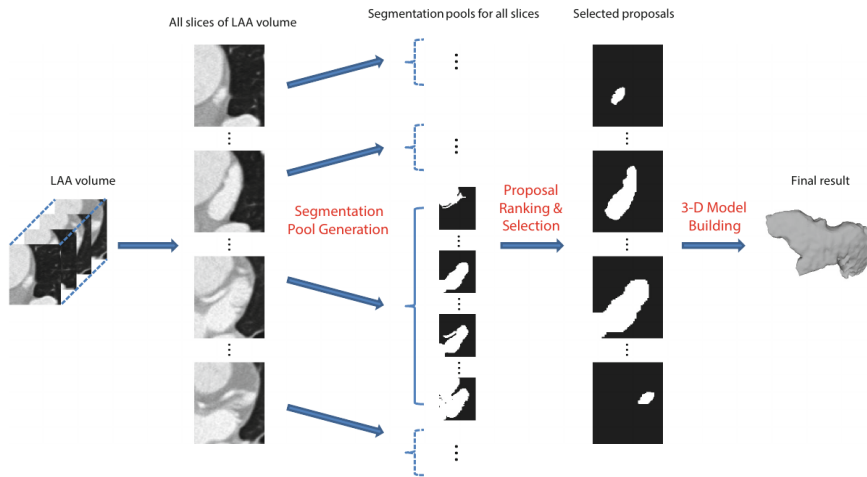 All slices of LAA volume
Segmentation pools for all slices
Selected proposals
LAA volume
Segmentation
Pool Generation
Proposal
Ranking &
Selection
3-D Model
Building
Final result